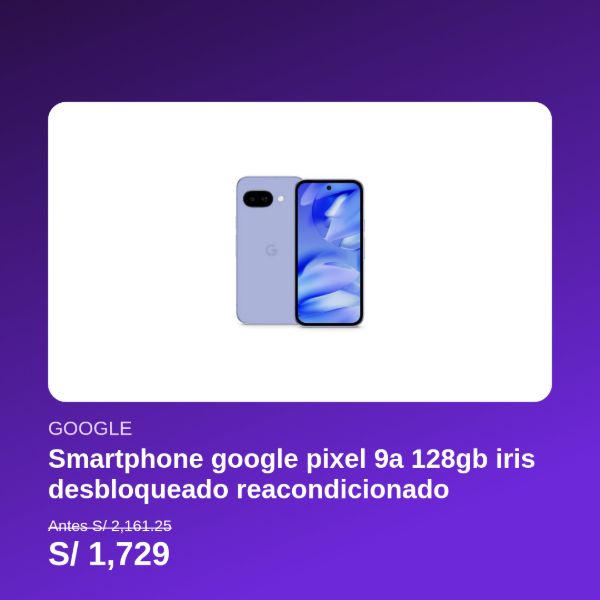 GOOGLE
Smartphone google pixel 9a 128gb iris
desbloqueado reacondicionado
Antes S/ 2,161.25
S/ 1,729